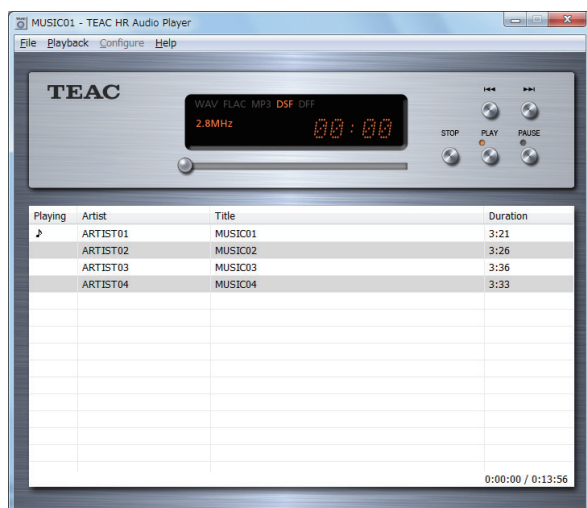 MUSIC01 - TEAC HR Audio Player
File Playback Configure Help
TEAC
WAV FLAC MP3 DSF DFF
2.8MHz
00:00
STOP PLAY PAUSE
Playing Artist Title Duration
♪ ARTIST01 MUSIC01 3:21
ARTIST02 MUSIC02 3:26
ARTIST03 MUSIC03 3:36
ARTIST04 MUSIC04 3:33
0:00:00 / 0:13:56